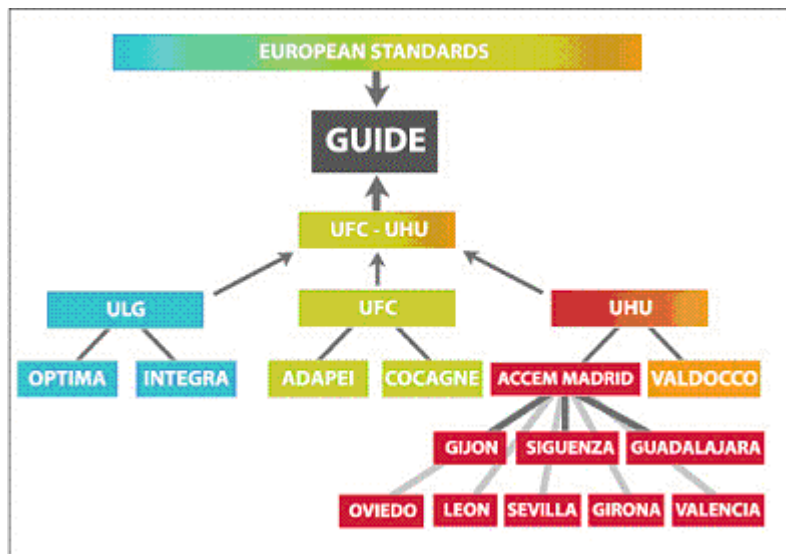 EUROPEAN STANDARDS
GUIDE
UFC - UHU
ULG
UFC
UHU
OPTIMA
INTEGRA
ADAPEI
COCAGNE
ACCEM MADRID
VALDOCCO
GIJON
SIGUENZA
GUADALAJARA
OVIEDO
LEON
SEVILLA
GIRONA
VALENCIA